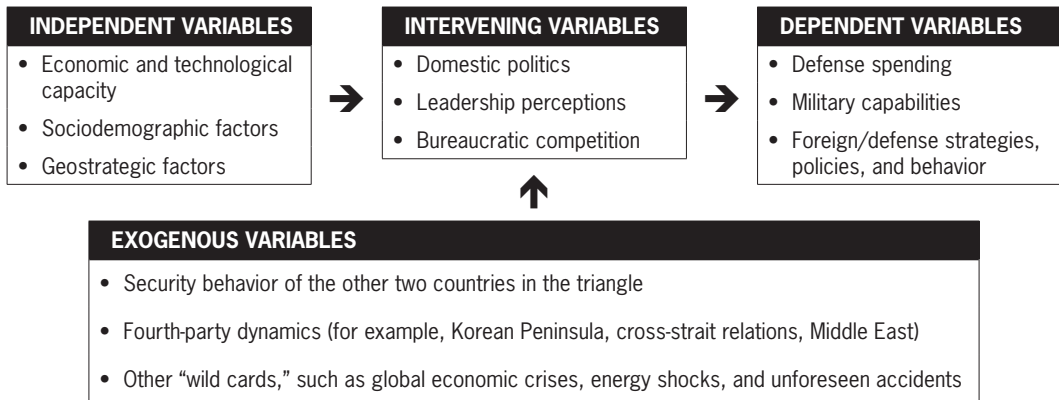 INDEPENDENT VARIABLES
• Economic and technological
capacity
• Sociodemographic factors
• Geostrategic factors
INTERVENING VARIABLES
• Domestic politics
• Leadership perceptions
• Bureaucratic competition
DEPENDENT VARIABLES
• Defense spending
• Military capabilities
• Foreign/defense strategies,
policies, and behavior
EXOGENOUS VARIABLES
• Security behavior of the other two countries in the triangle
• Fourth-party dynamics (for example, Korean Peninsula, cross-strait relations, Middle East)
• Other “wild cards,” such as global economic crises, energy shocks, and unforeseen accidents